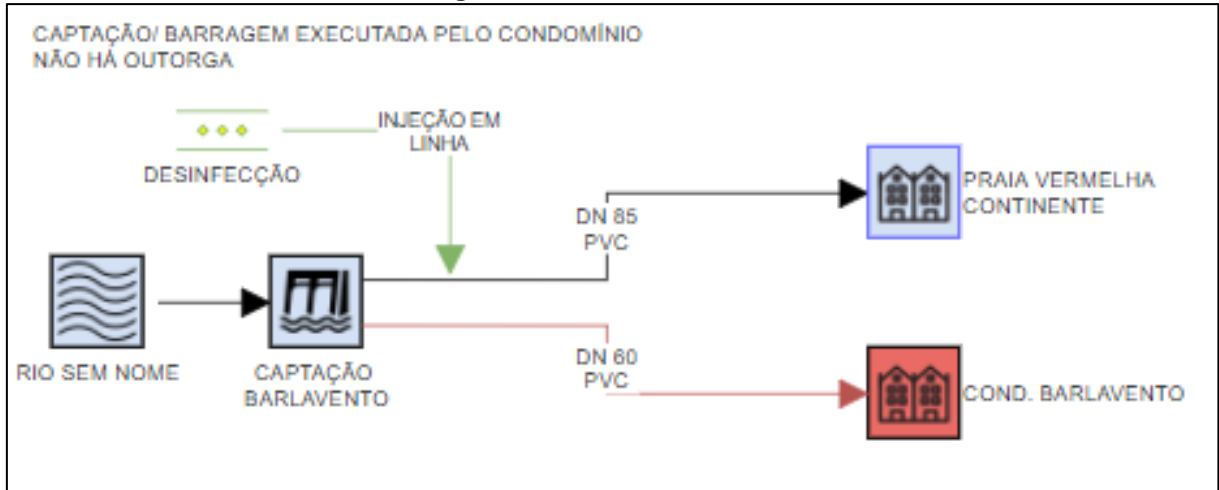 CAPTAÇÃO/ BARRAGEM EXECUTADA PELO CONDOMÍNIO
NÃO HÁ OUTORGA
INJEÇÃO EM
LINHA
DESINFECÇÃO
DN 85
PVC
PRAIA VERMELHA
CONTINENTE
RIO SEM NOME
CAPTAÇÃO
BARLAVENTO
DN 60
PVC
COND. BARLAVENTO